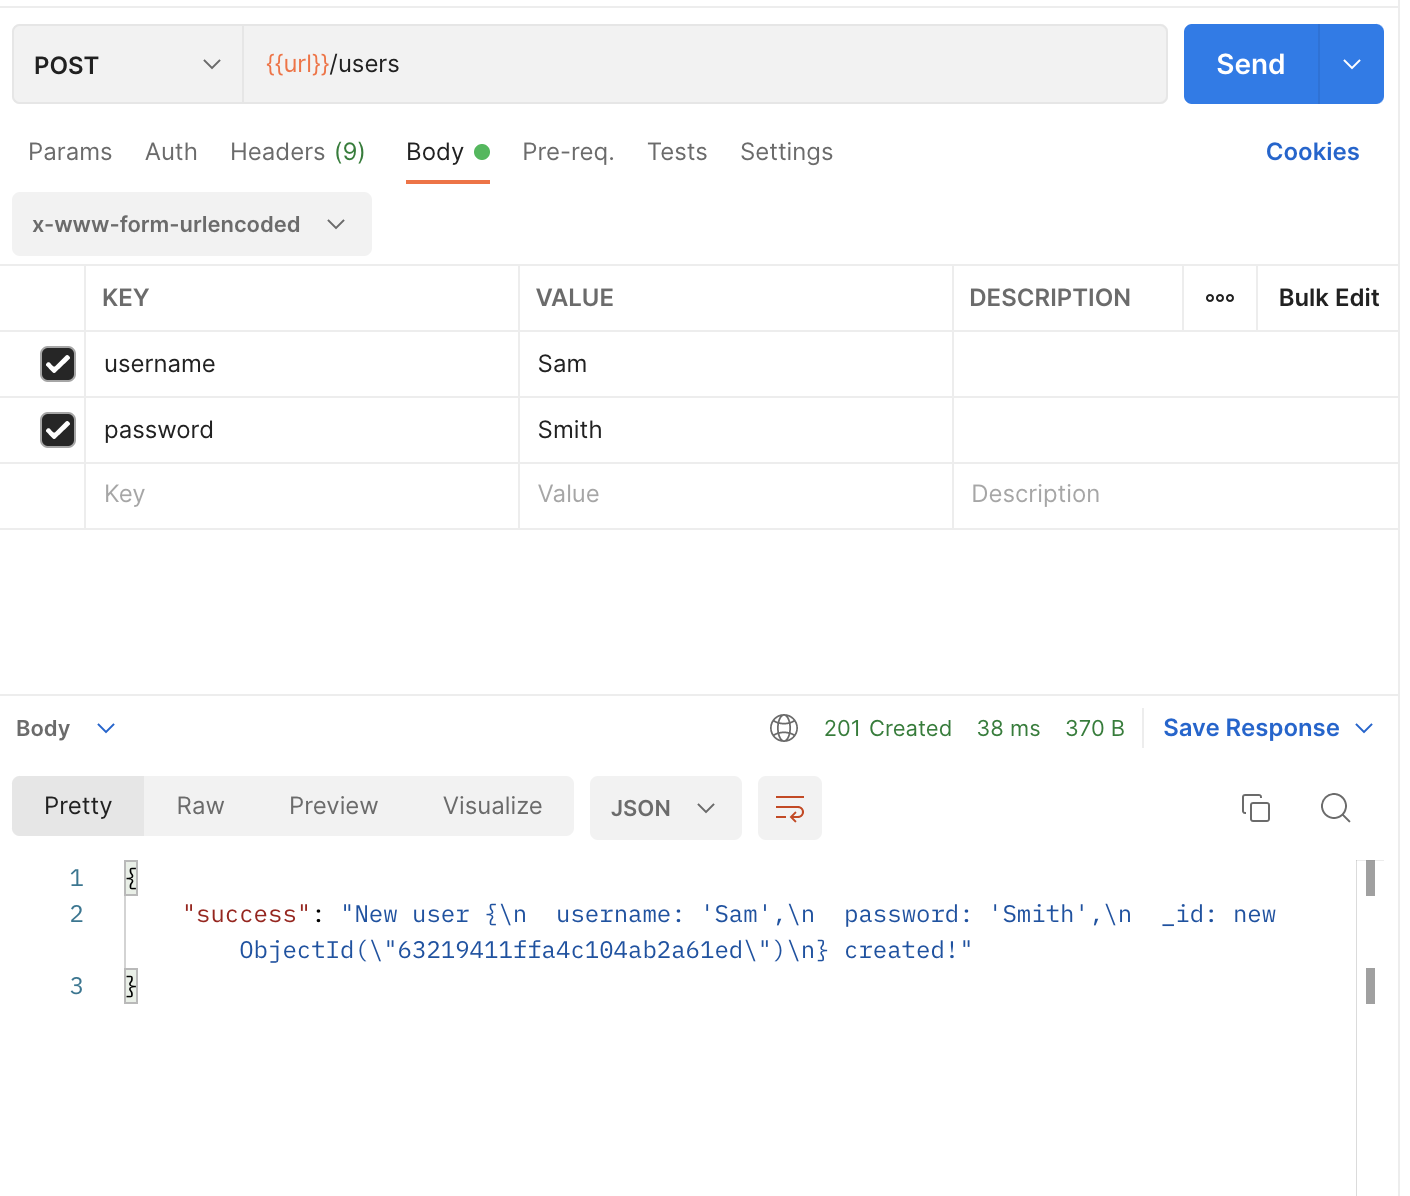 POST {{url}}/users Send
Params Auth Headers (9) Body Pre-req. Tests Settings Cookies
x-www-form-urlencoded
KEY VALUE DESCRIPTION Bulk Edit
username Sam
password Smith
Key Value Description
Body 201 Created 38 ms 370 B Save Response
Pretty Raw Preview Visualize JSON
1 {
2 "success": "New user {\n  username: 'Sam',\n  password: 'Smith',\n  _id: new
ObjectId(\"63219411ffa4c104ab2a61ed\")\n} created!"
3 }